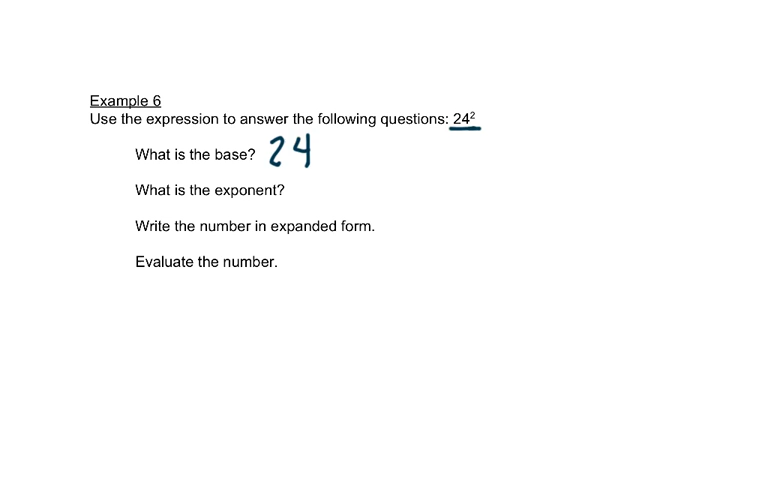 Example 6
Use the expression to answer the following questions: 24²
What is the base? 24
What is the exponent?
Write the number in expanded form.
Evaluate the number.